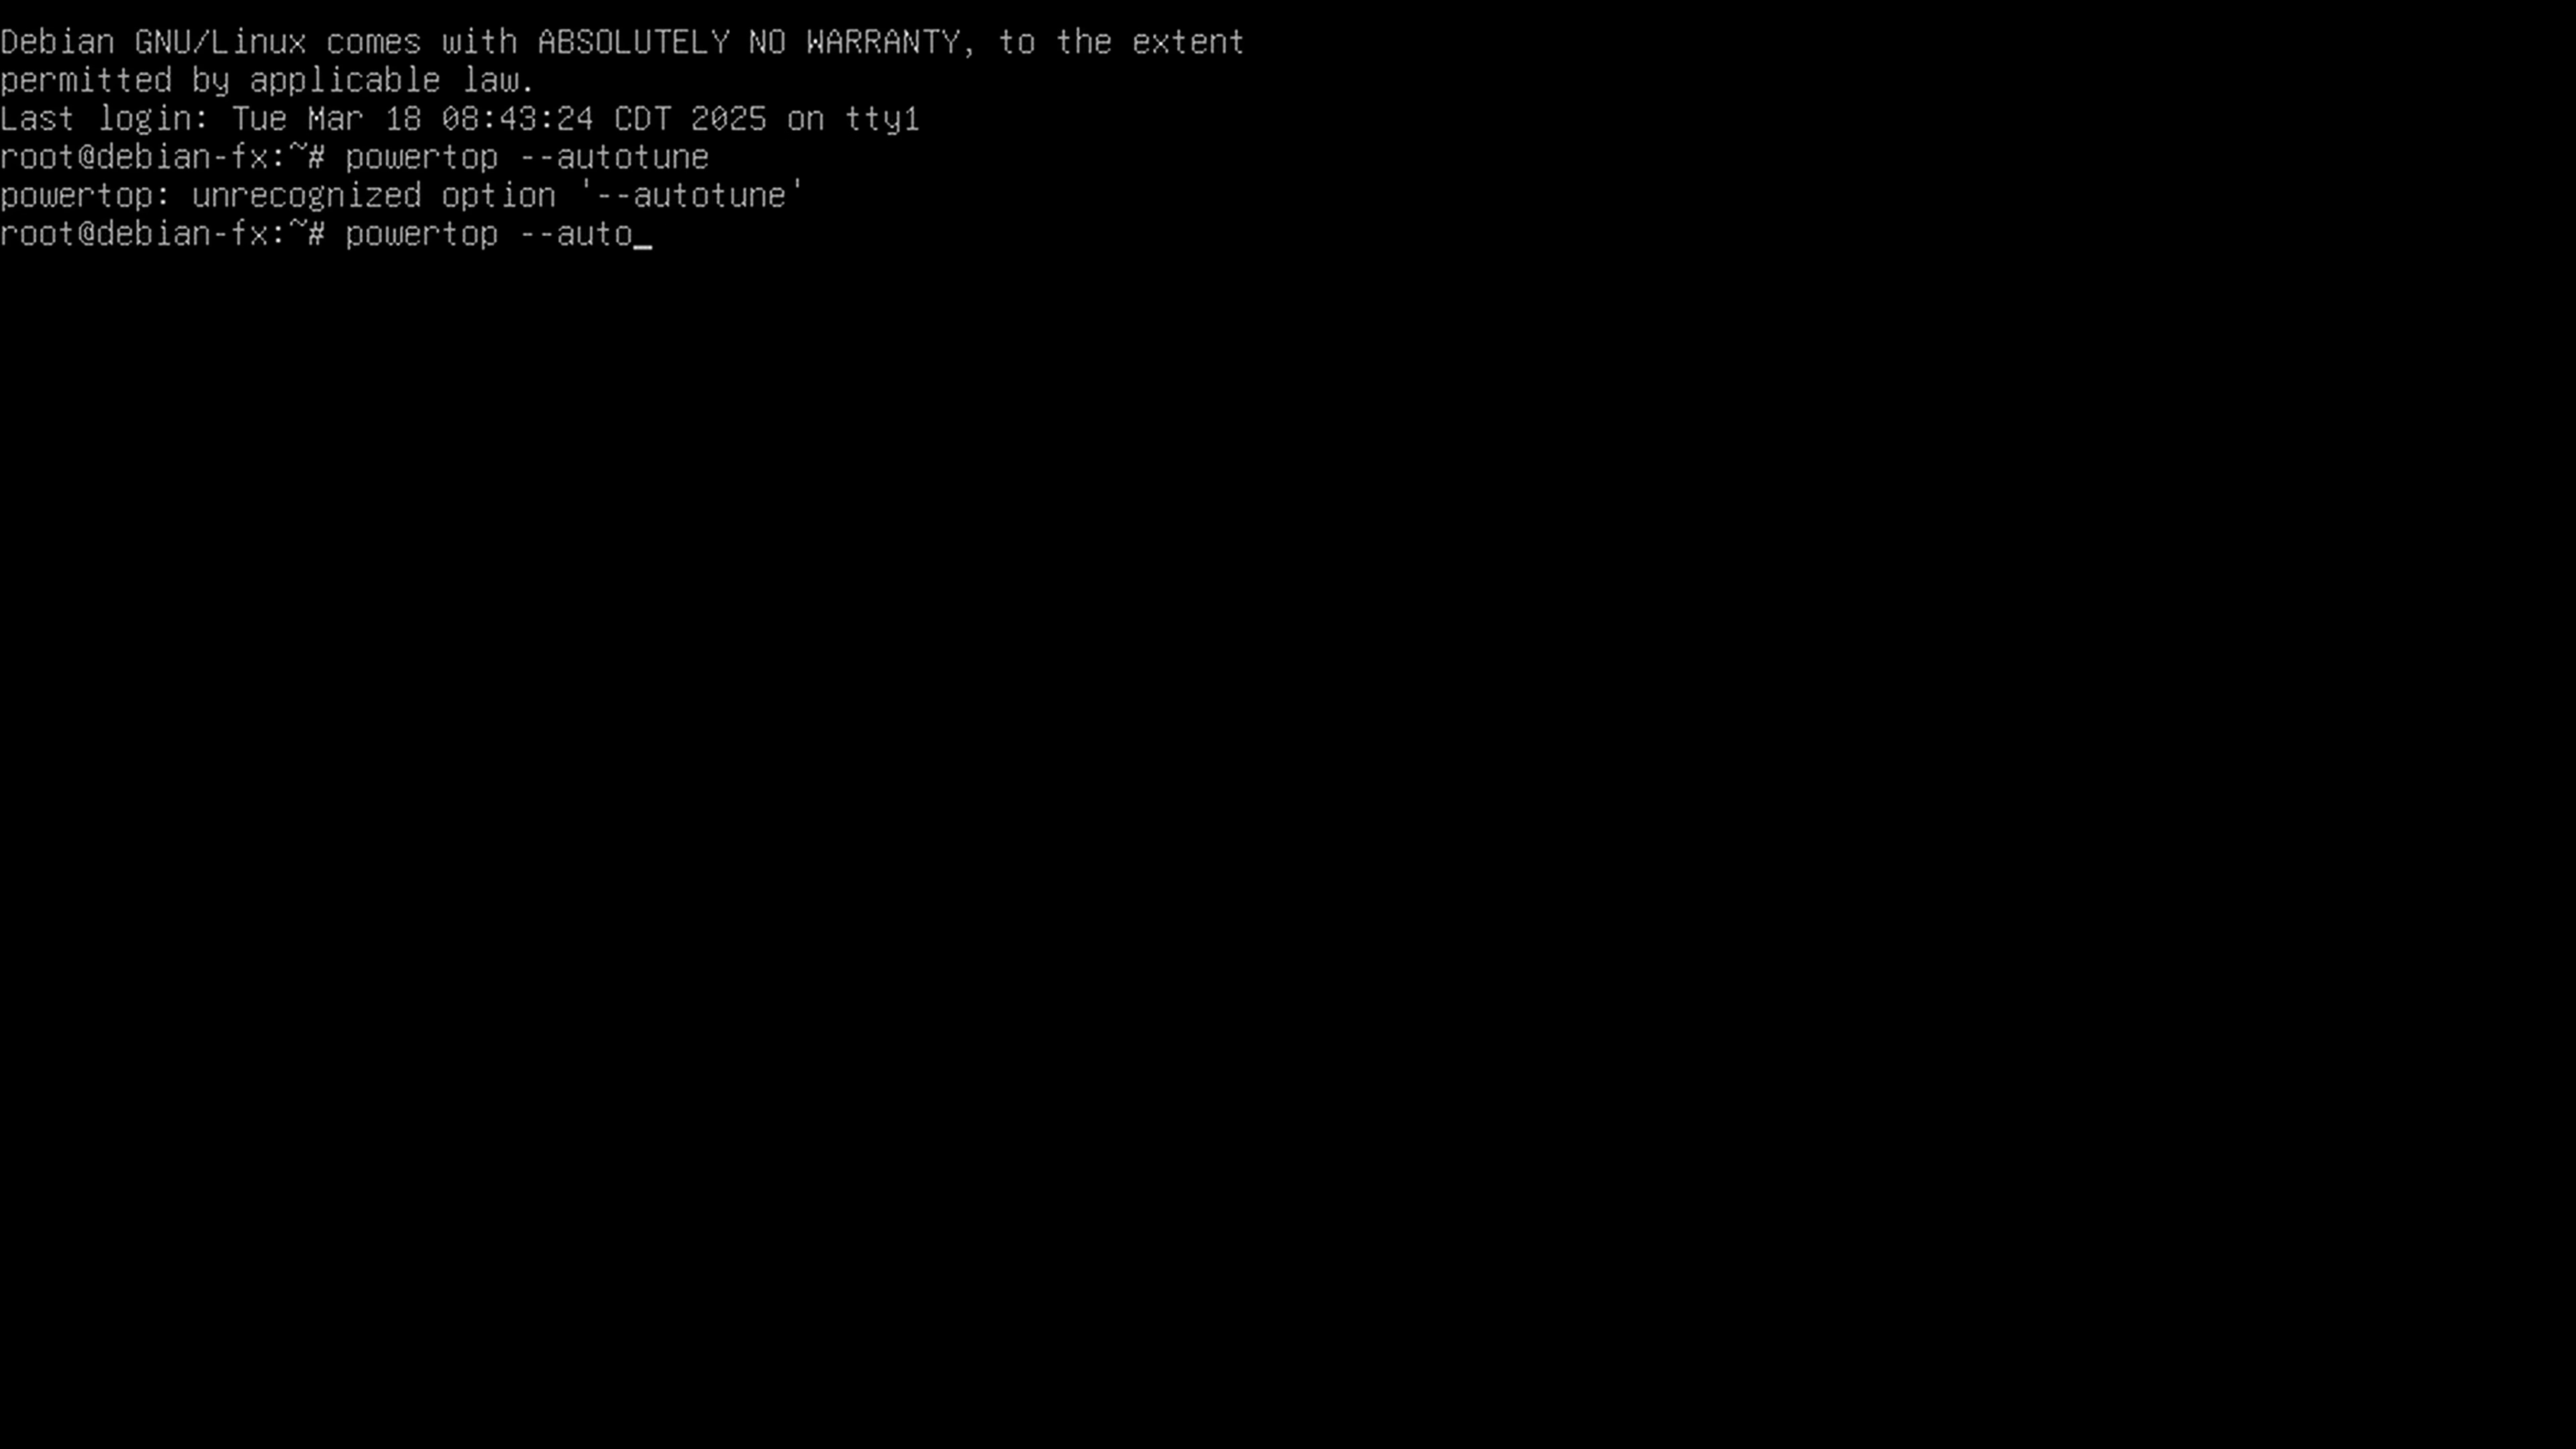 Debian GNU/Linux comes with ABSOLUTELY NO WARRANTY, to the extent
permitted by applicable law.
Last login: Tue Mar 18 08:43:24 CDT 2025 on tty1
root@debian-fx:~# powertop --autotune
powertop: unrecognized option '--autotune'
root@debian-fx:~# powertop --auto_